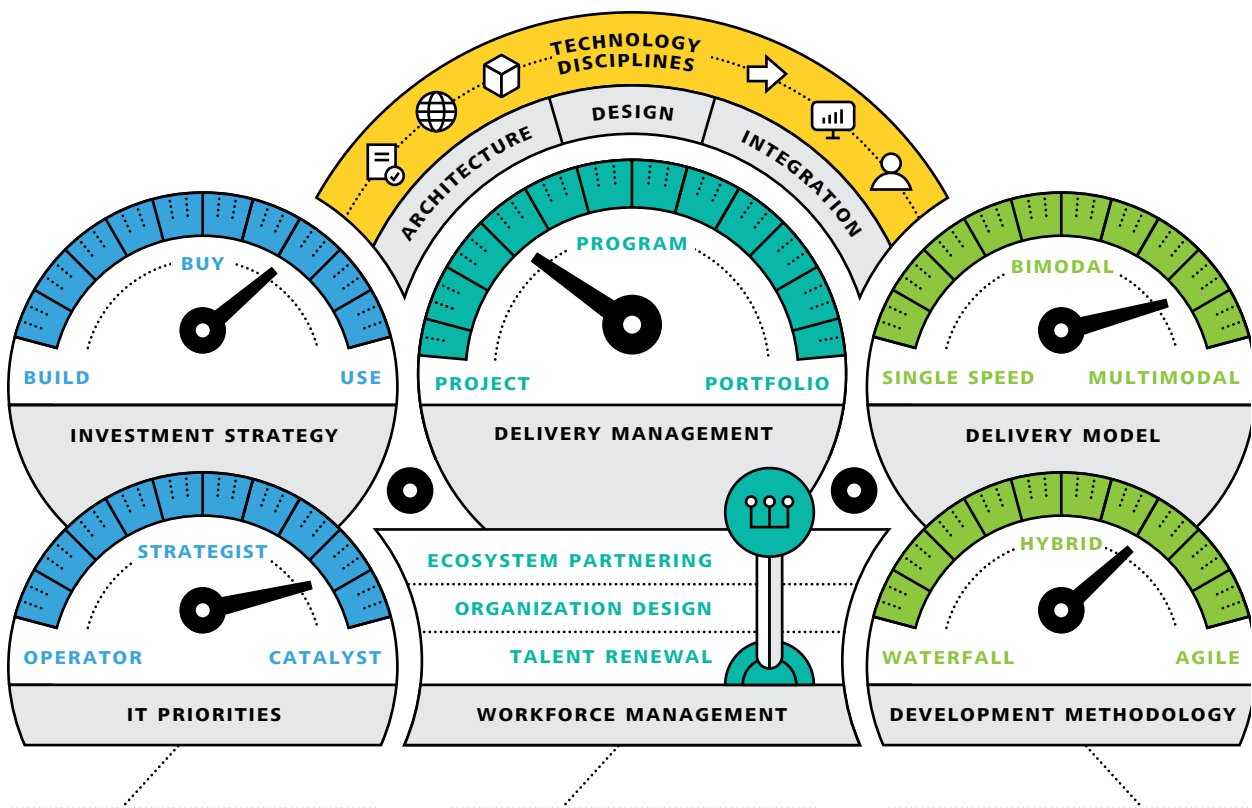 TECHNOLOGY
DISCIPLINES
ARCHITECTURE
DESIGN
INTEGRATION
BUY
BUILD
USE
INVESTMENT STRATEGY
PROGRAM
PROJECT
PORTFOLIO
DELIVERY MANAGEMENT
BIMODAL
SINGLE SPEED
MULTIMODAL
DELIVERY MODEL
STRATEGIST
OPERATOR
CATALYST
IT PRIORITIES
ECOSYSTEM PARTNERING
ORGANIZATION DESIGN
TALENT RENEWAL
WORKFORCE MANAGEMENT
HYBRID
WATERFALL
AGILE
DEVELOPMENT METHODOLOGY